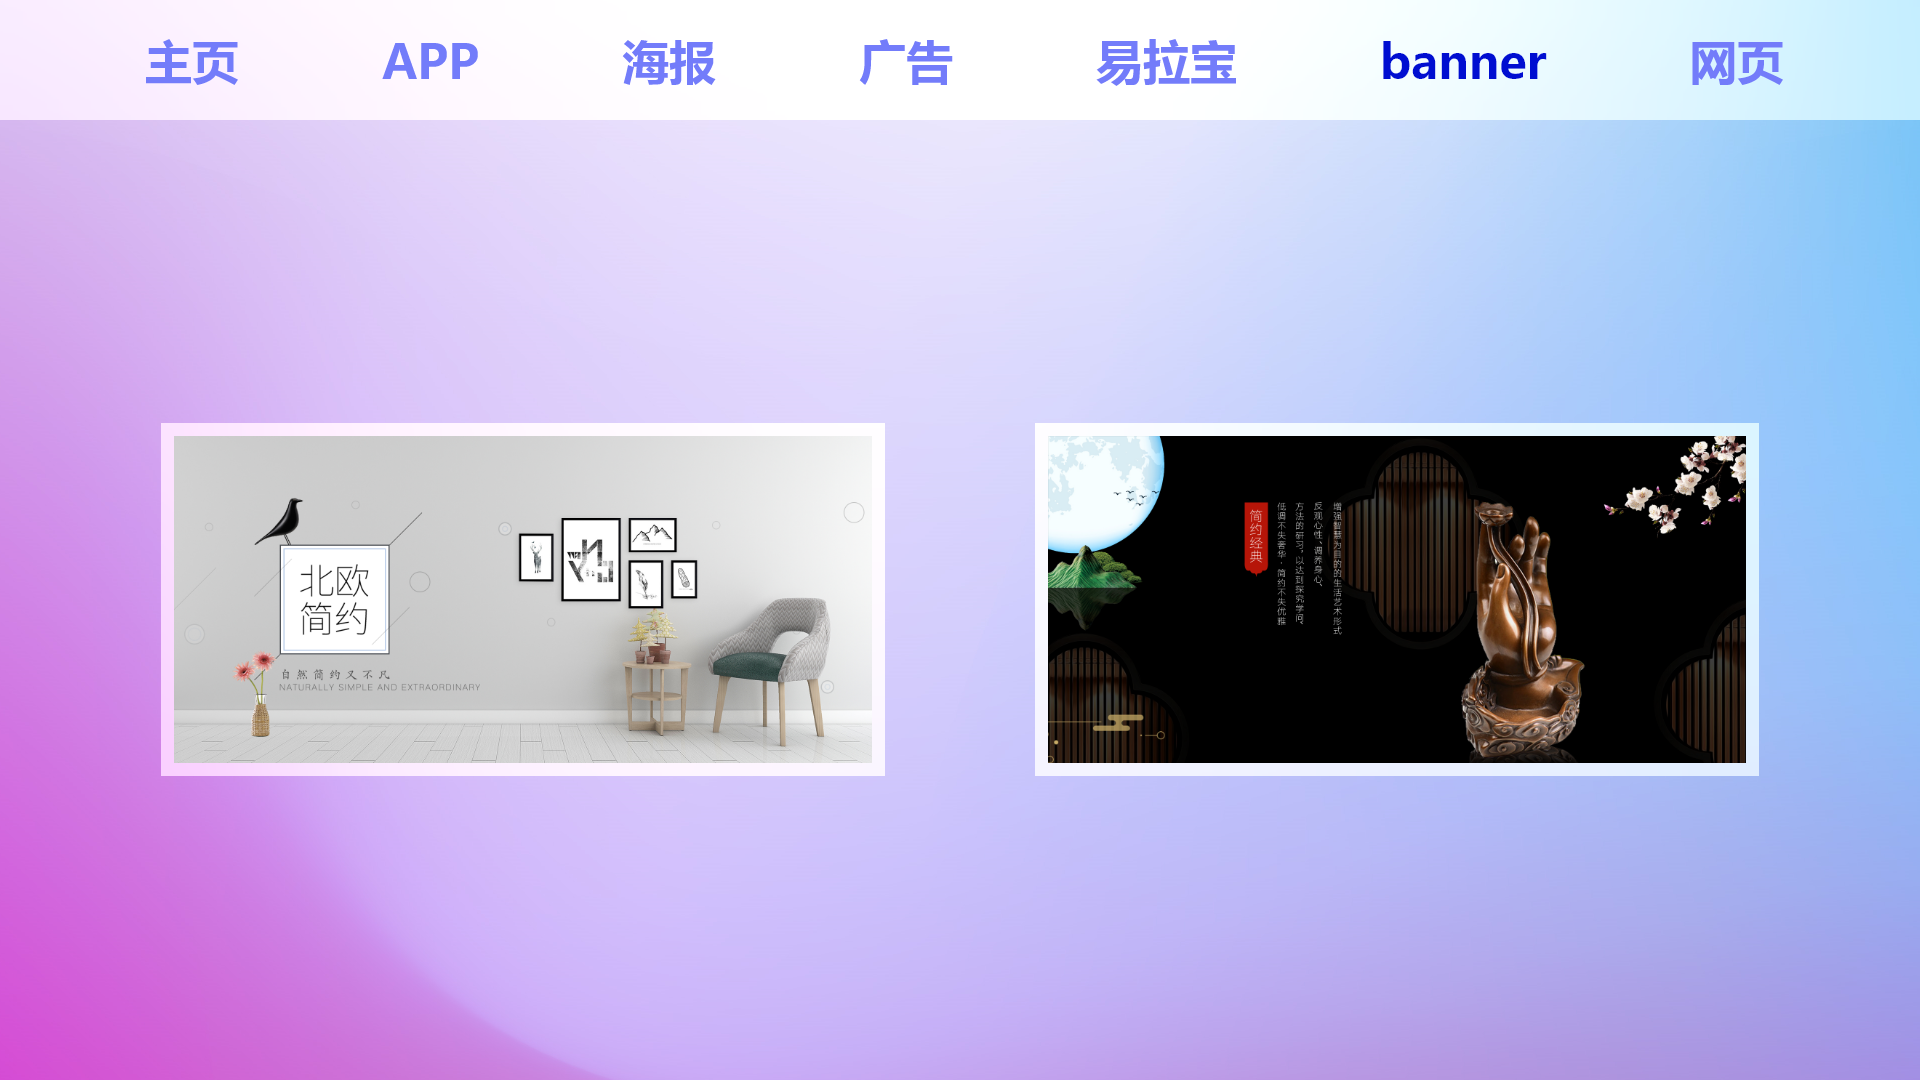 主页 APP 海报 广告 易拉宝 banner 网页
北欧
简约
自然简约又不凡
NATURALLY SIMPLE AND EXTRAORDINARY
增强智慧为目的的生活艺术形式
反观心性、调养身心、
方法的研习，以达到探究学问、
低调不失奢华·简约不失优雅
简约经典